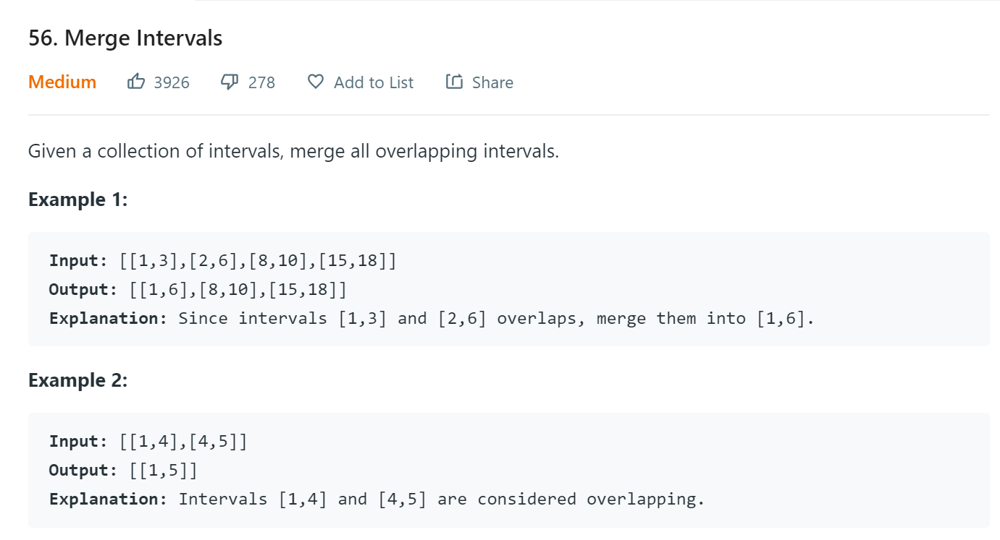 56. Merge Intervals
Medium 3926 278 Add to List Share
Given a collection of intervals, merge all overlapping intervals.
Example 1:
Input: [[1,3],[2,6],[8,10],[15,18]]
Output: [[1,6],[8,10],[15,18]]
Explanation: Since intervals [1,3] and [2,6] overlaps, merge them into [1,6].
Example 2:
Input: [[1,4],[4,5]]
Output: [[1,5]]
Explanation: Intervals [1,4] and [4,5] are considered overlapping.